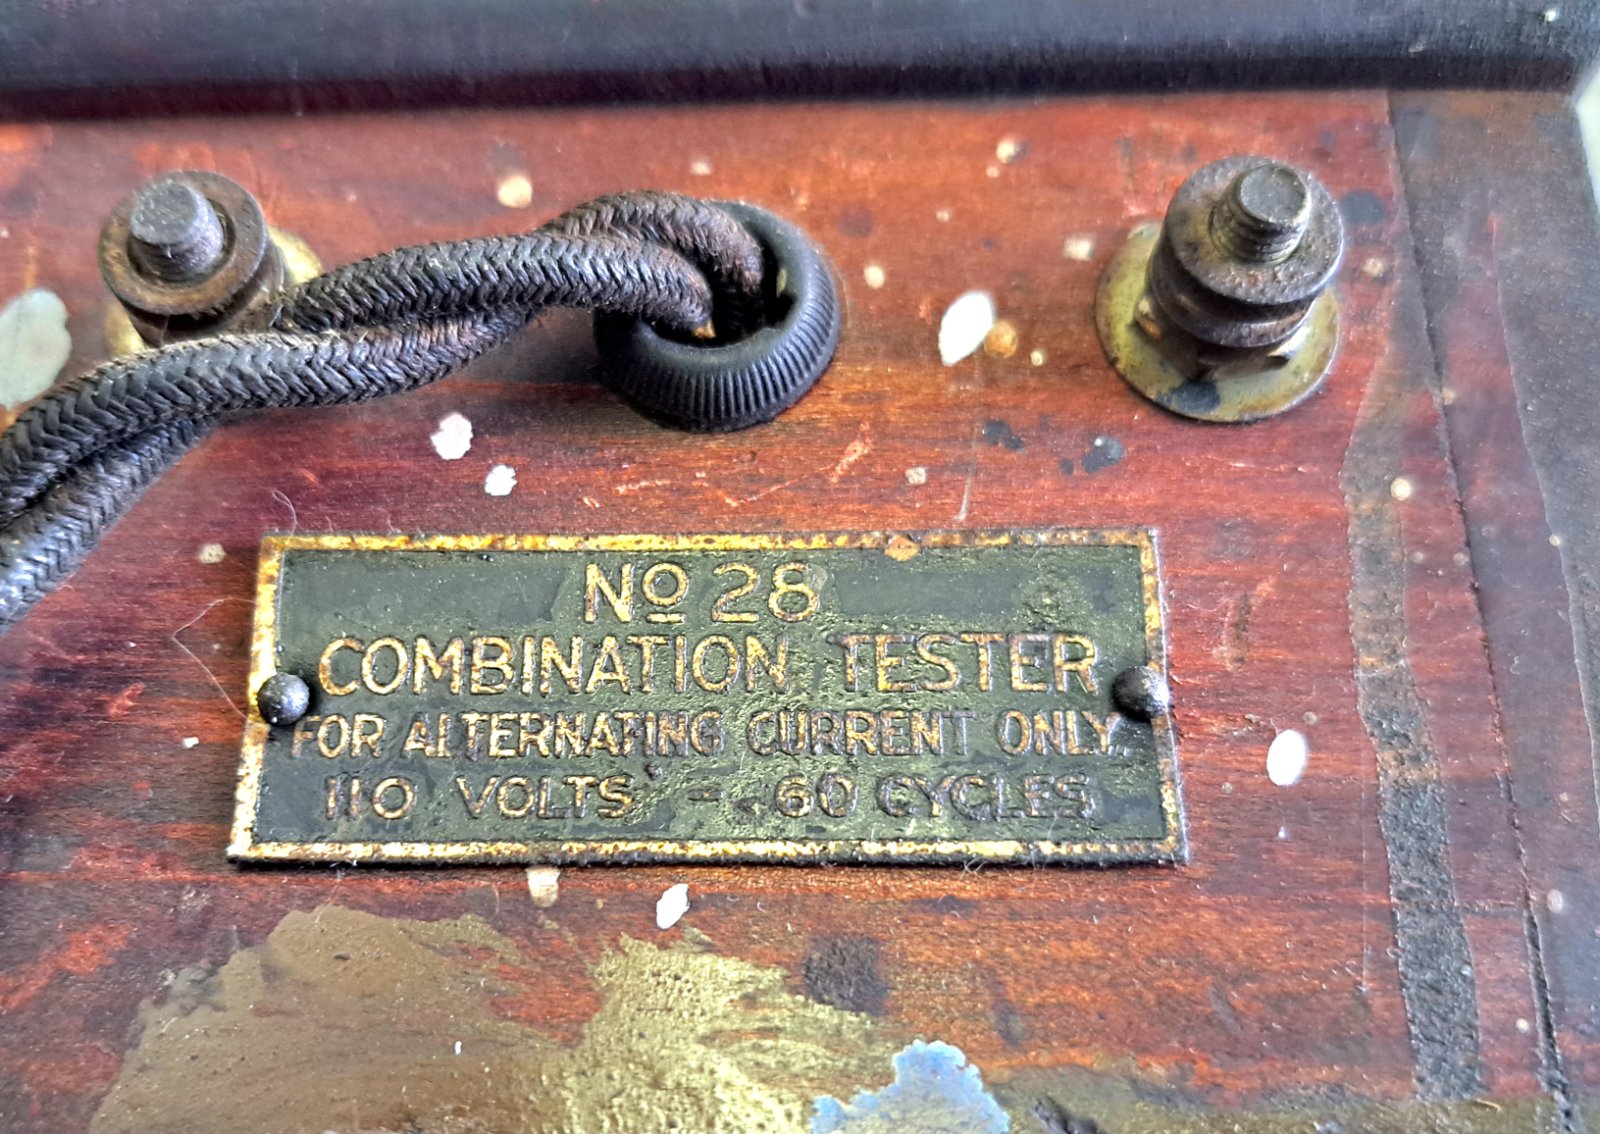 Nº 28
COMBINATION TESTER
FOR ALTERNATING CURRENT ONLY.
110 VOLTS - 60 CYCLES